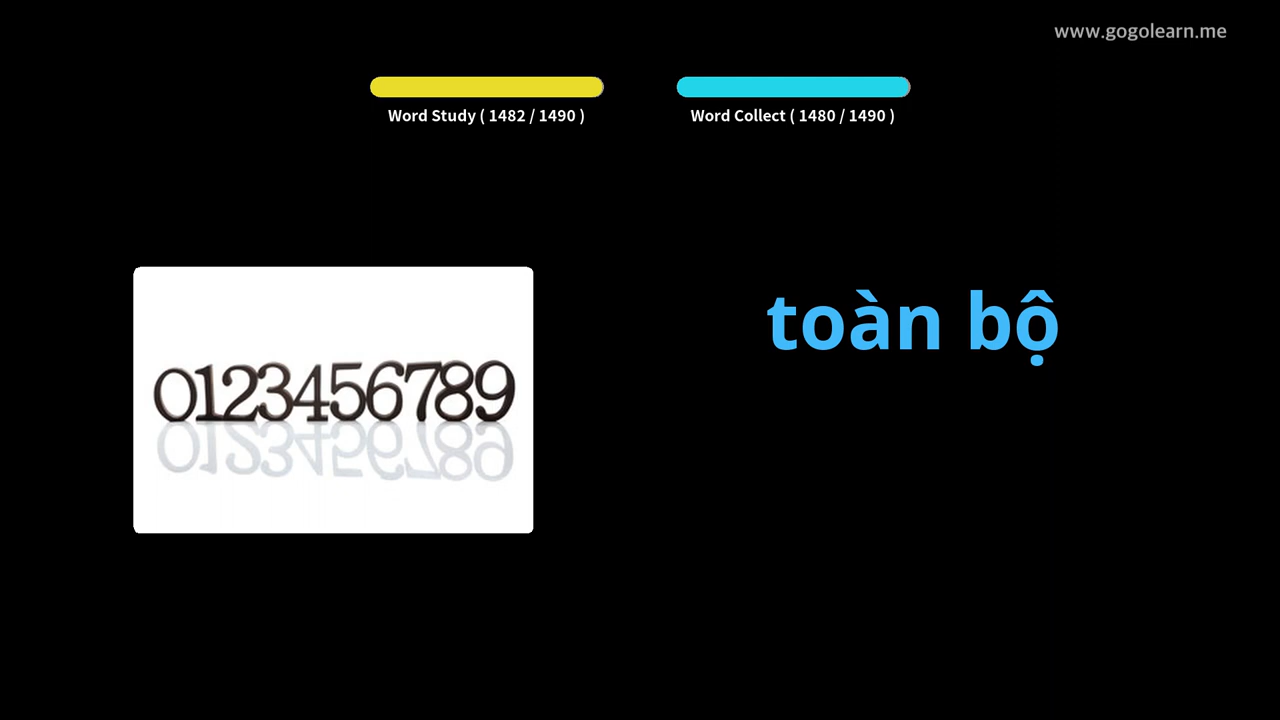 www.gogolearn.me
Word Study ( 1482 / 1490 )
Word Collect ( 1480 / 1490 )
toàn bộ
0123456789